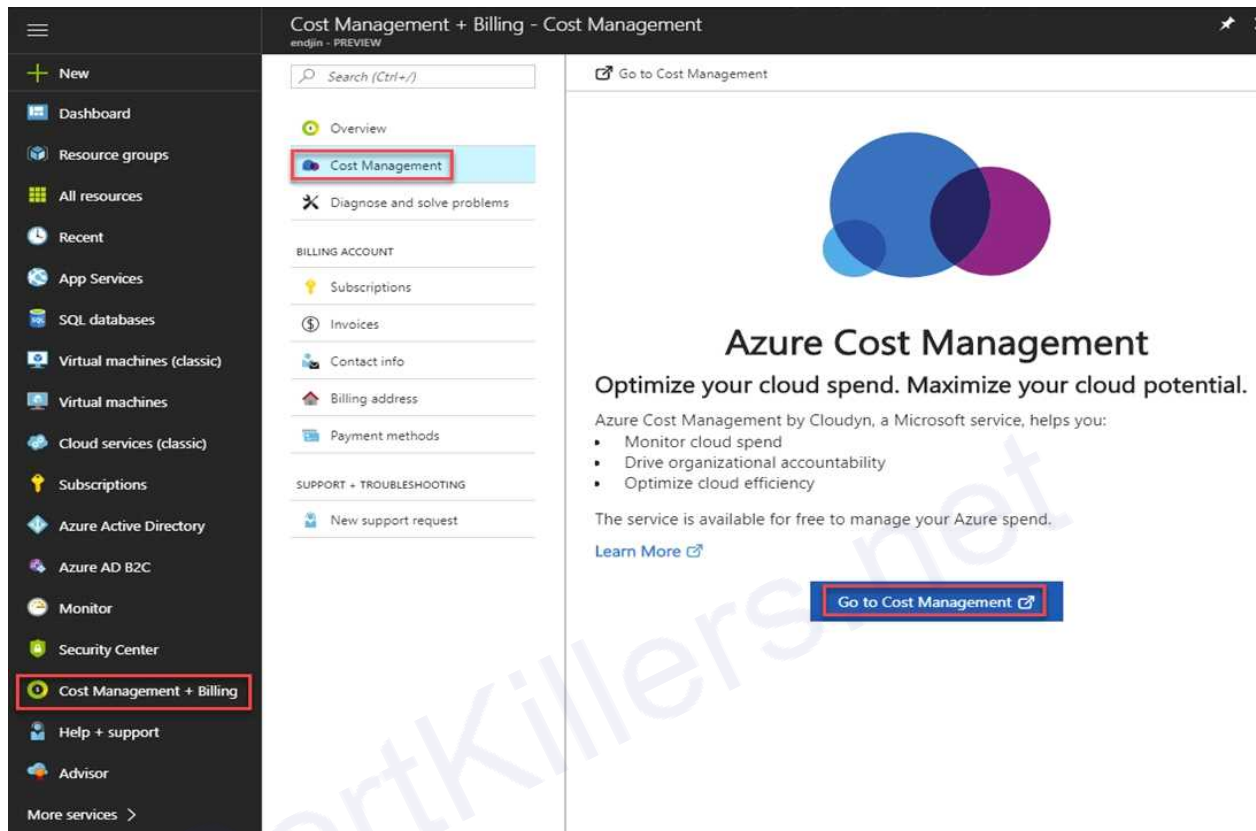 Cost Management + Billing - Cost Management
endjin - PREVIEW
New
Dashboard
Resource groups
All resources
Recent
App Services
SQL databases
Virtual machines (classic)
Virtual machines
Cloud services (classic)
Subscriptions
Azure Active Directory
Azure AD B2C
Monitor
Security Center
Cost Management + Billing
Help + support
Advisor
More services >
Search (Ctrl+/)
Overview
Cost Management
Diagnose and solve problems
BILLING ACCOUNT
Subscriptions
Invoices
Contact info
Billing address
Payment methods
SUPPORT + TROUBLESHOOTING
New support request
Go to Cost Management
Azure Cost Management
Optimize your cloud spend. Maximize your cloud potential.
Azure Cost Management by Cloudyn, a Microsoft service, helps you:
• Monitor cloud spend
• Drive organizational accountability
• Optimize cloud efficiency
The service is available for free to manage your Azure spend.
Learn More
Go to Cost Management
ertKillers.net